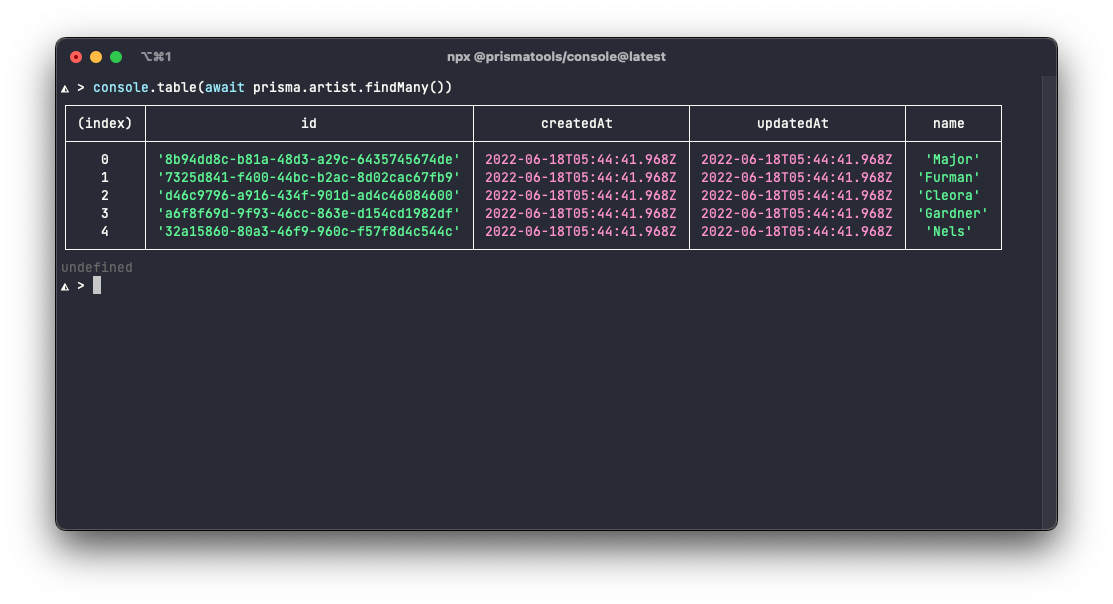 ⌥⌘1 npx @prismatools/console@latest
◭ > console.table(await prisma.artist.findMany())
(index) id createdAt updatedAt name
0 '8b94dd8c-b81a-48d3-a29c-6435745674de' 2022-06-18T05:44:41.968Z 2022-06-18T05:44:41.968Z 'Major'
1 '7325d841-f400-44bc-b2ac-8d02cac67fb9' 2022-06-18T05:44:41.968Z 2022-06-18T05:44:41.968Z 'Furman'
2 'd46c9796-a916-434f-901d-ad4c46084600' 2022-06-18T05:44:41.968Z 2022-06-18T05:44:41.968Z 'Cleora'
3 'a6f8f69d-9f93-46cc-863e-d154cd1982df' 2022-06-18T05:44:41.968Z 2022-06-18T05:44:41.968Z 'Gardner'
4 '32a15860-80a3-46f9-960c-f57f8d4c544c' 2022-06-18T05:44:41.968Z 2022-06-18T05:44:41.968Z 'Nels'
undefined
◭ >